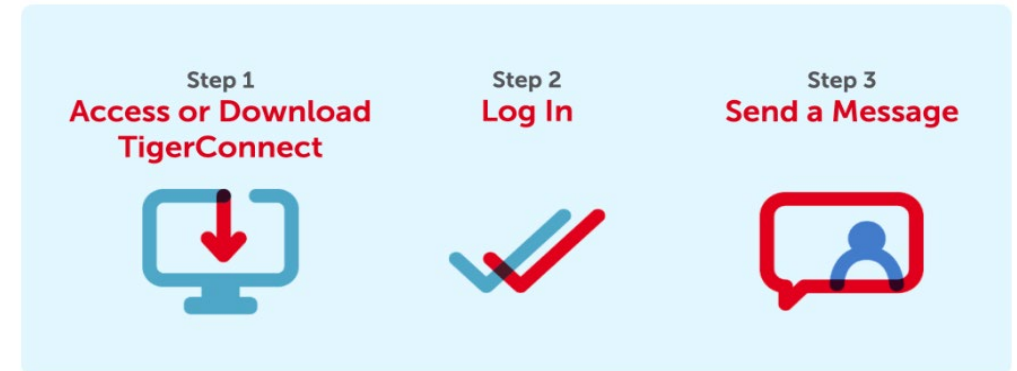 Step 1
Access or Download
TigerConnect
Step 2
Log In
Step 3
Send a Message